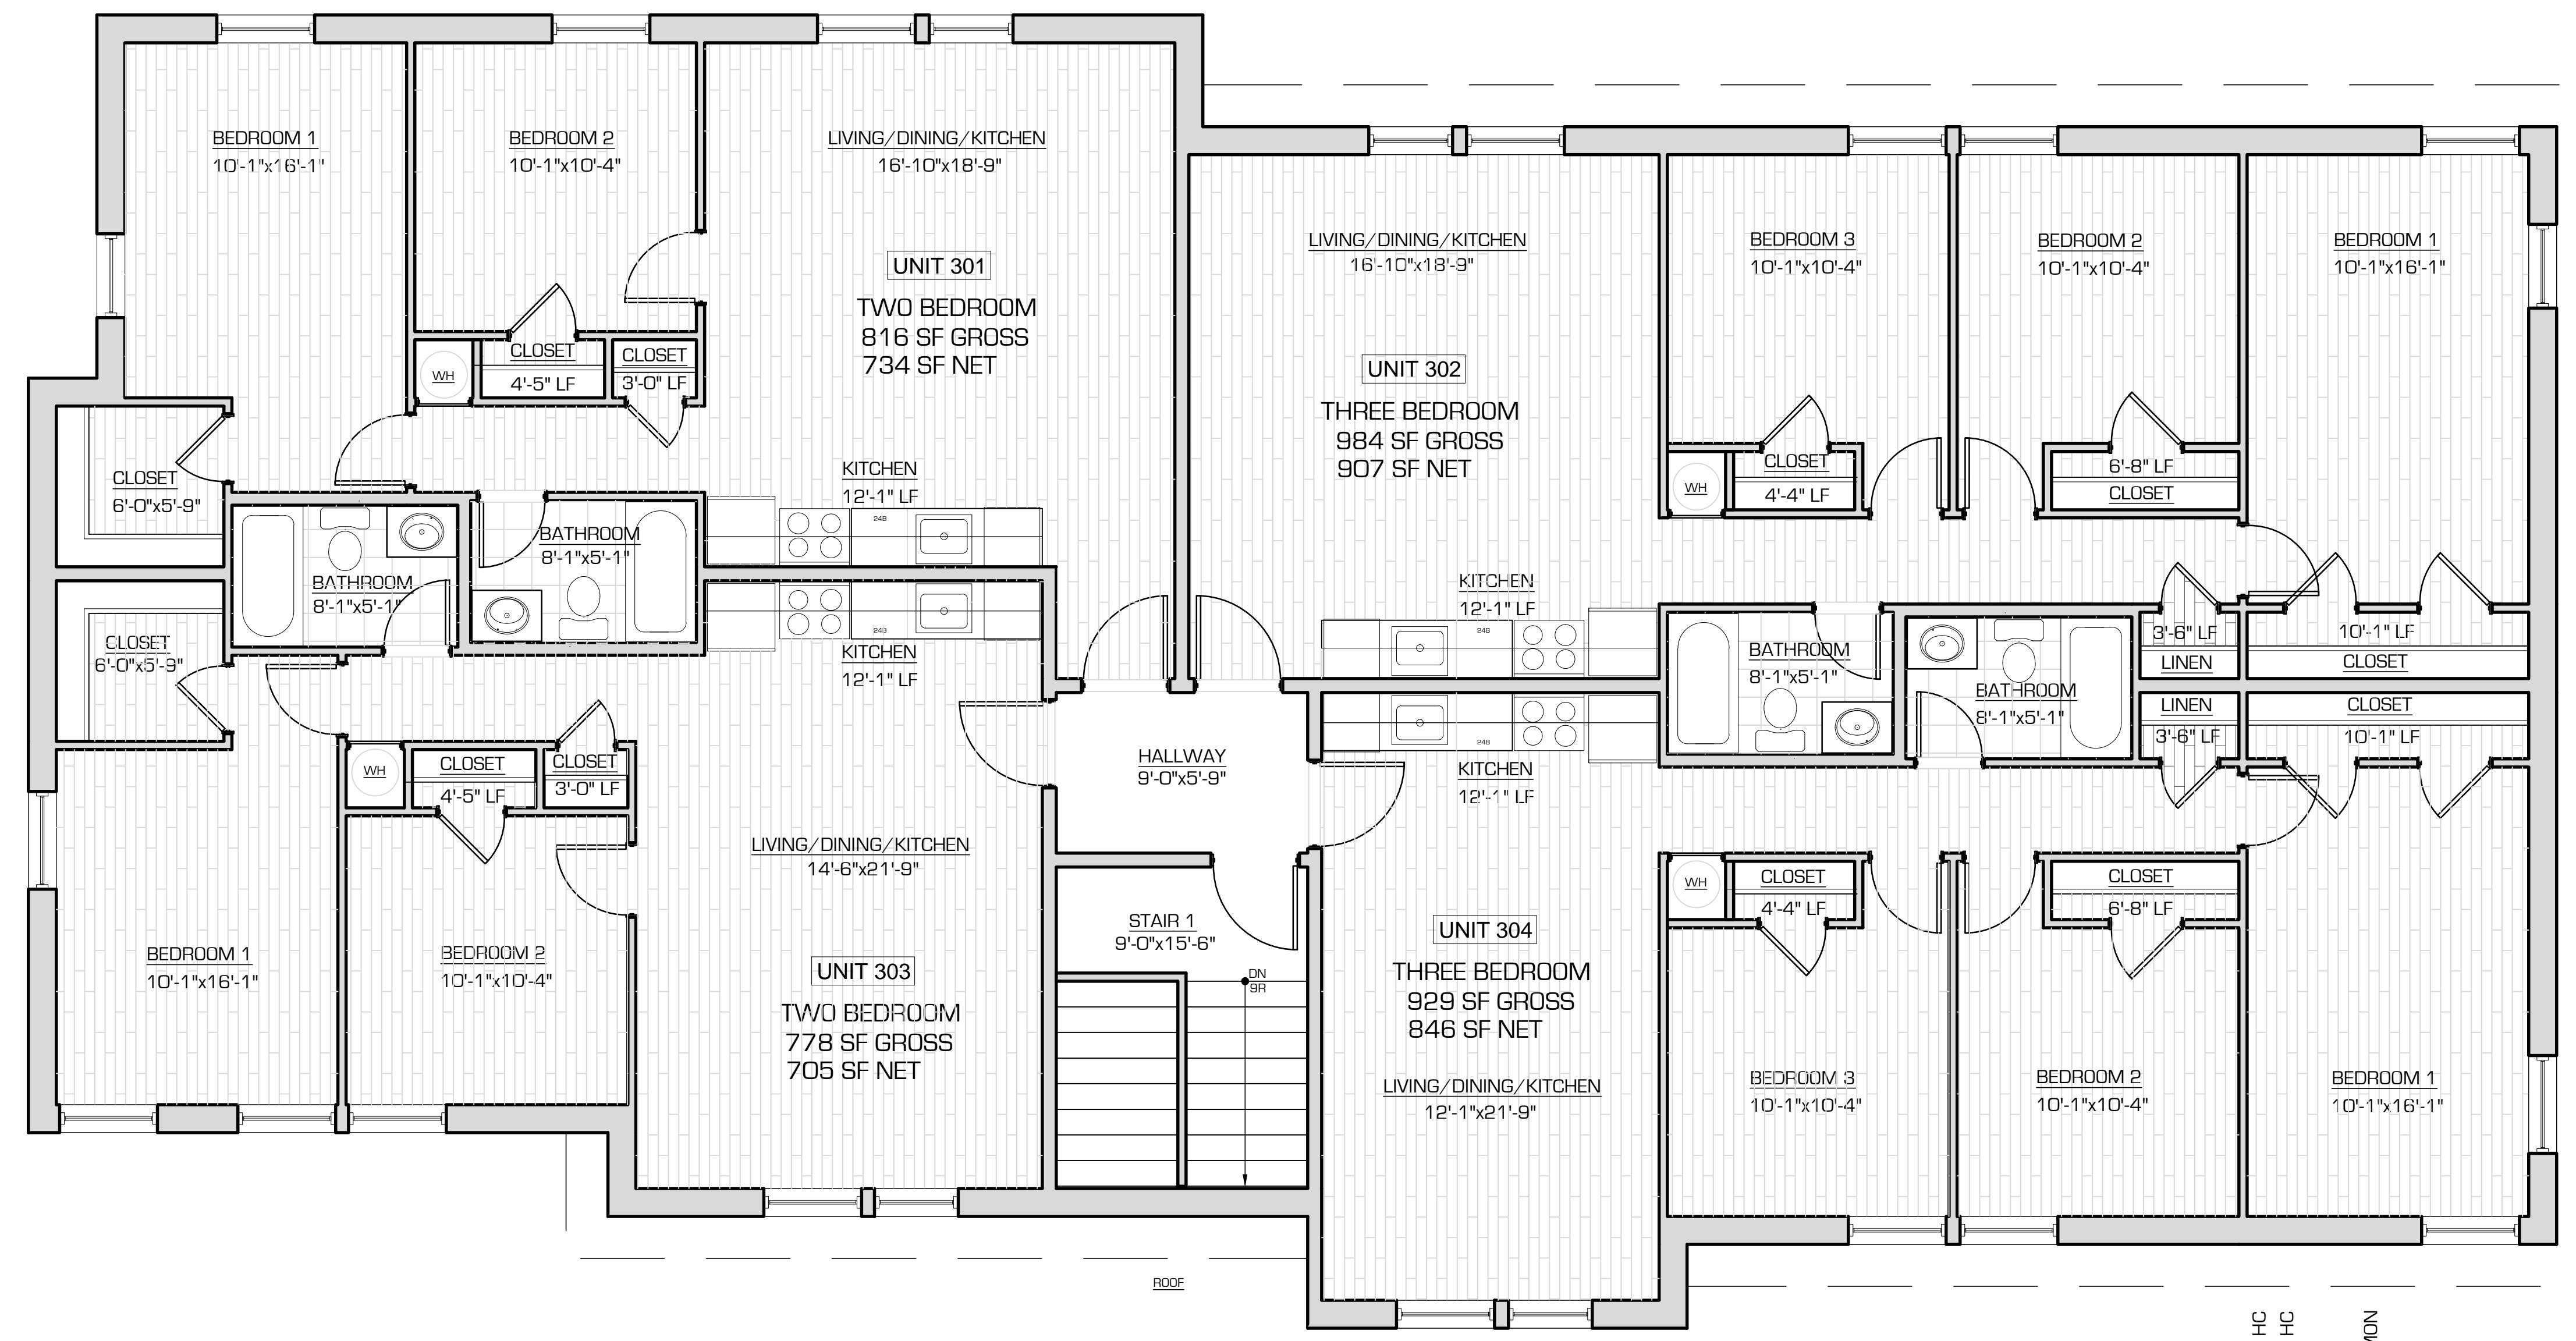 BEDROOM 1
10'-1"x16'-1"
BEDROOM 2
10'-1"x10'-4"
LIVING/DINING/KITCHEN
16'-10"x18'-9"
UNIT 301
TWO BEDROOM
816 SF GROSS
734 SF NET
WH
CLOSET
4'-5" LF
CLOSET
3'-0" LF
CLOSET
6'-0"x5'-9"
BATHROOM
8'-1"x5'-1"
BATHROOM
8'-1"x5'-1"
KITCHEN
12'-1" LF
24B
LIVING/DINING/KITCHEN
16'-10"x18'-9"
UNIT 302
THREE BEDROOM
984 SF GROSS
907 SF NET
BEDROOM 3
10'-1"x10'-4"
BEDROOM 2
10'-1"x10'-4"
BEDROOM 1
10'-1"x16'-1"
WH
CLOSET
4'-4" LF
6'-8" LF
CLOSET
KITCHEN
12'-1" LF
24B
BATHROOM
8'-1"x5'-1"
3'-6" LF
LINEN
10'-1" LF
CLOSET
CLOSET
6'-0"x5'-9"
24B
KITCHEN
12'-1" LF
WH
CLOSET
4'-5" LF
CLOSET
3'-0" LF
BEDROOM 1
10'-1"x16'-1"
BEDROOM 2
10'-1"x10'-4"
LIVING/DINING/KITCHEN
14'-6"x21'-9"
UNIT 303
TWO BEDROOM
778 SF GROSS
705 SF NET
HALLWAY
9'-0"x5'-9"
STAIR 1
9'-0"x15'-6"
DN
9R
BATHROOM
8'-1"x5'-1"
LINEN
3'-6" LF
CLOSET
10'-1" LF
24B
KITCHEN
12'-1" LF
WH
CLOSET
4'-4" LF
CLOSET
6'-8" LF
UNIT 304
THREE BEDROOM
929 SF GROSS
846 SF NET
LIVING/DINING/KITCHEN
12'-1"x21'-9"
BEDROOM 3
10'-1"x10'-4"
BEDROOM 2
10'-1"x10'-4"
BEDROOM 1
10'-1"x16'-1"
ROOF
HC
HC